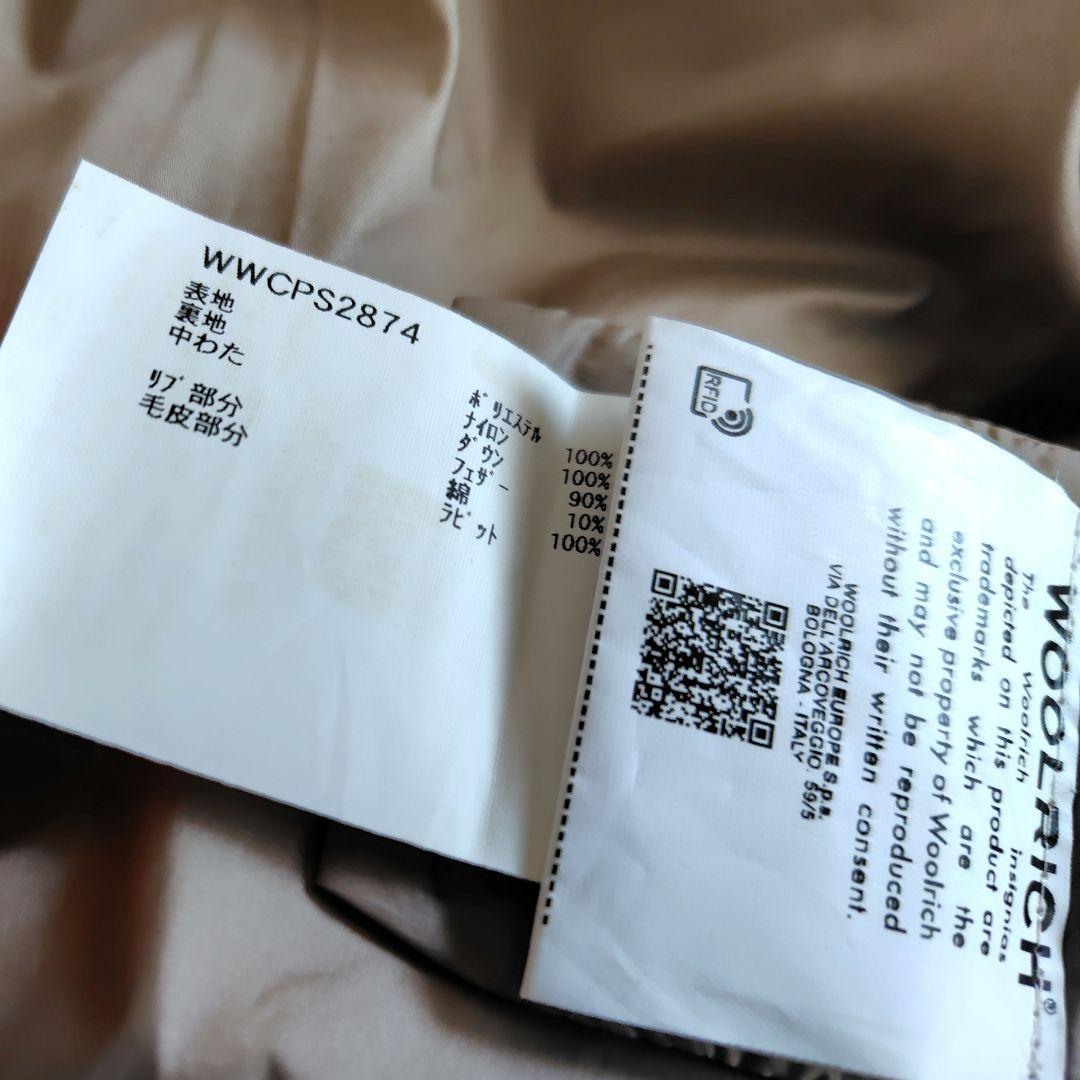 WWCPS2874
表地
裏地
中わた
リブ部分
毛皮部分
ポリエステル
ナイロン
ダウン
フェザー
綿
ラビット
100%
100%
90%
10%
100%
RFID
WOOLRICH®
The Woolrich insignias
depicted on this product are
trademarks which are the
exclusive property of Woolrich
and may not be reproduced
without their written consent.
WOOLRICH EUROPE S.p.a.
VIA DELL'ARCOVEGGIO, 59/5
BOLOGNA - ITALY